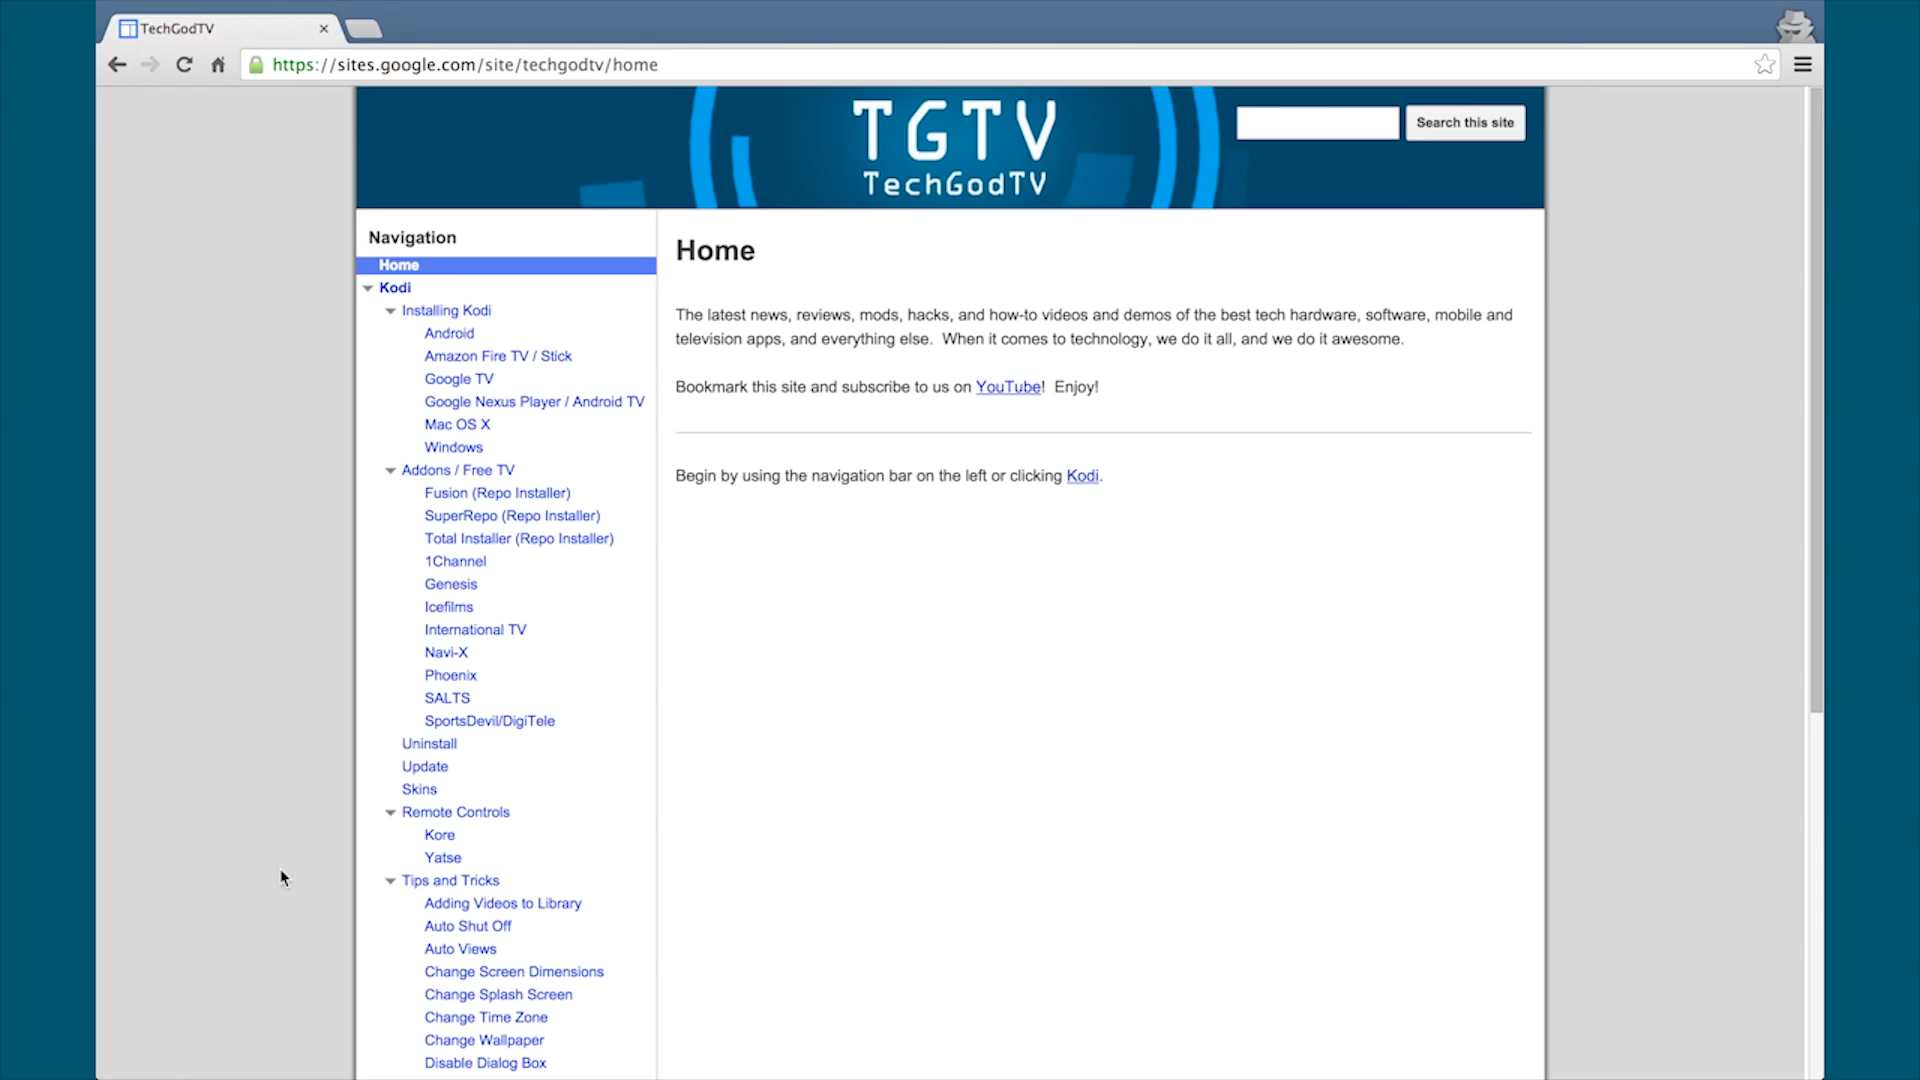 TechGodTV
https://sites.google.com/site/techgodtv/home
TGTV
TechGodTV
Search this site
Navigation
Home
Kodi
Installing Kodi
Android
Amazon Fire TV / Stick
Google TV
Google Nexus Player / Android TV
Mac OS X
Windows
Addons / Free TV
Fusion (Repo Installer)
SuperRepo (Repo Installer)
Total Installer (Repo Installer)
1Channel
Genesis
Icefilms
International TV
Navi-X
Phoenix
SALTS
SportsDevil/DigiTele
Uninstall
Update
Skins
Remote Controls
Kore
Yatse
Tips and Tricks
Adding Videos to Library
Auto Shut Off
Auto Views
Change Screen Dimensions
Change Splash Screen
Change Time Zone
Change Wallpaper
Disable Dialog Box
Home
The latest news, reviews, mods, hacks, and how-to videos and demos of the best tech hardware, software, mobile and
television apps, and everything else.  When it comes to technology, we do it all, and we do it awesome.
Bookmark this site and subscribe to us on YouTube!  Enjoy!
Begin by using the navigation bar on the left or clicking Kodi.